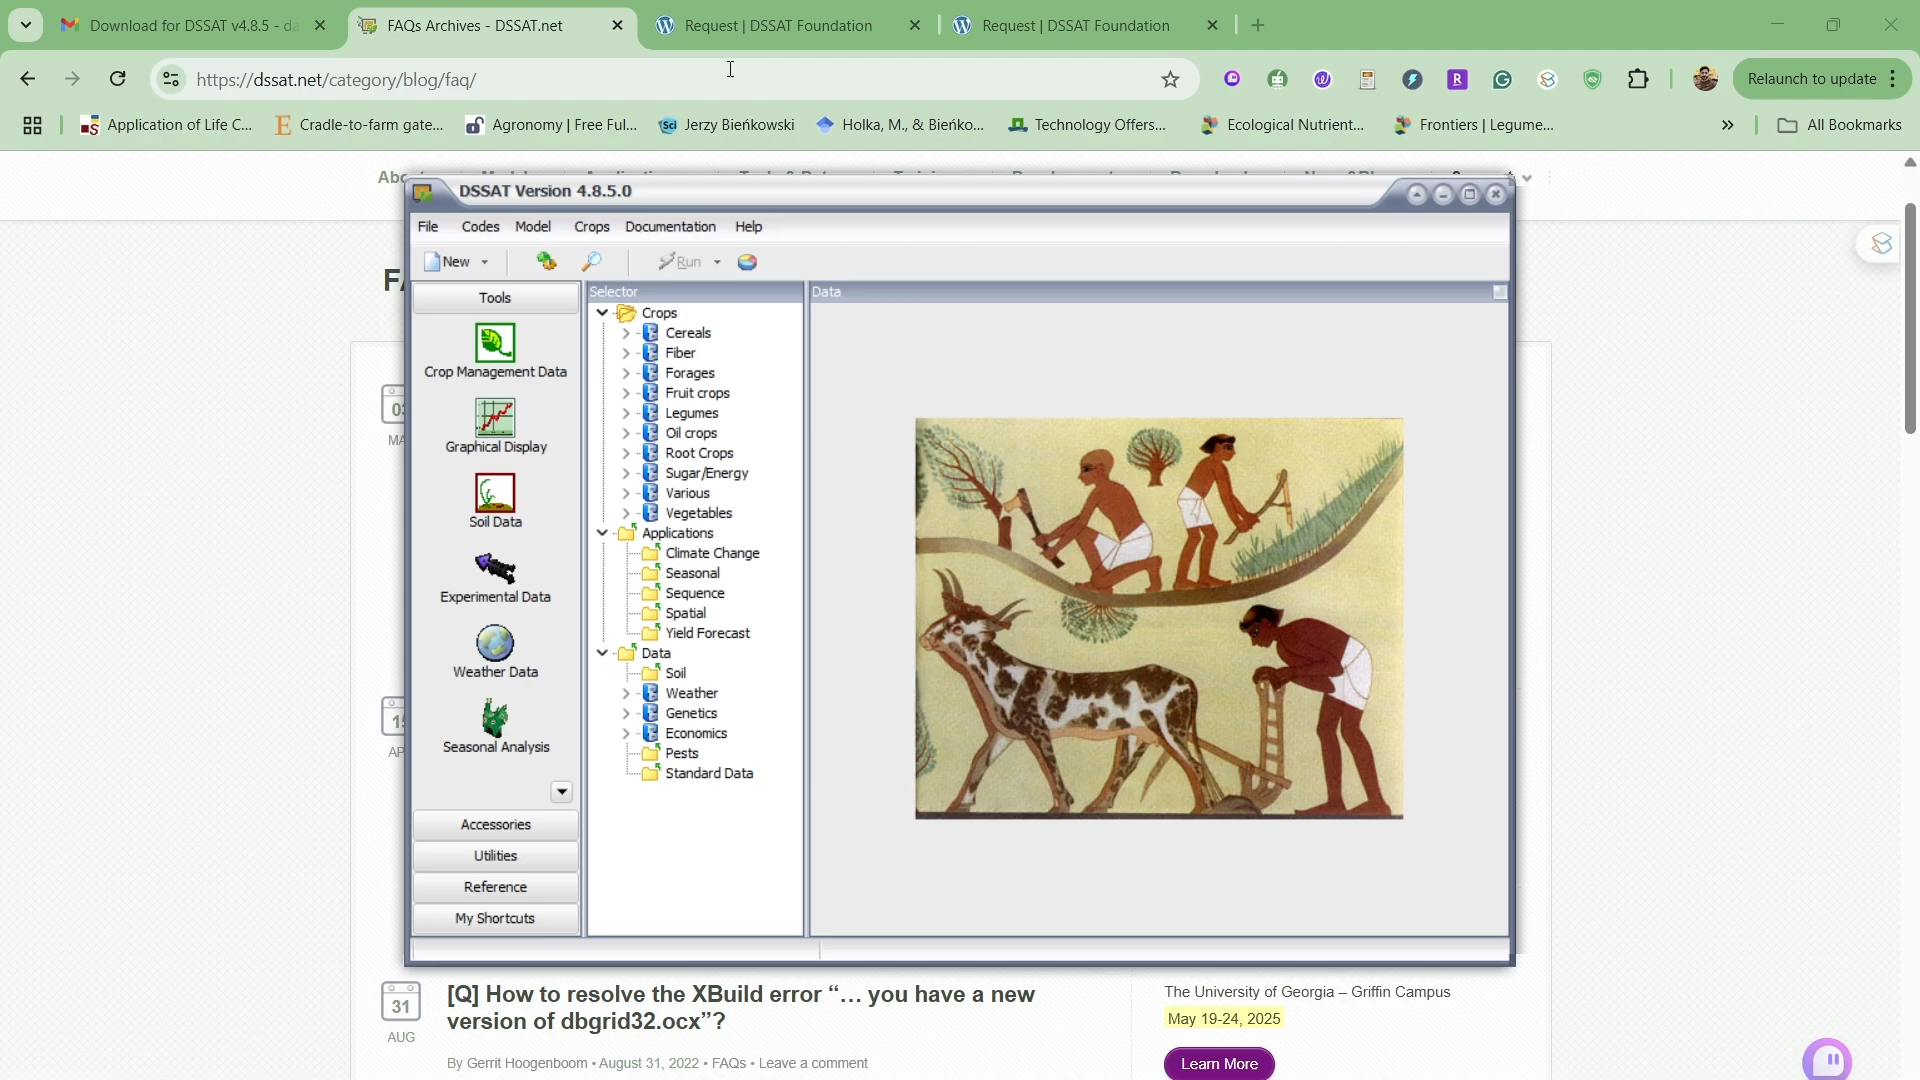 Download for DSSAT v4.8.5 - da
FAQs Archives - DSSAT.net
Request | DSSAT Foundation
Request | DSSAT Foundation
https://dssat.net/category/blog/faq/
Relaunch to update
Application of Life C...
Cradle-to-farm gate...
Agronomy | Free Ful...
Jerzy Bieńkowski
Holka, M., & Bieńko...
Technology Offers...
Ecological Nutrient...
Frontiers | Legume...
All Bookmarks
DSSAT Version 4.8.5.0
File Codes Model Crops Documentation Help
New
Run
Tools
Crop Management Data
Graphical Display
Soil Data
Experimental Data
Weather Data
Seasonal Analysis
Accessories
Utilities
Reference
My Shortcuts
Selector
Crops
Cereals
Fiber
Forages
Fruit crops
Legumes
Oil crops
Root Crops
Sugar/Energy
Various
Vegetables
Applications
Climate Change
Seasonal
Sequence
Spatial
Yield Forecast
Data
Soil
Weather
Genetics
Economics
Pests
Standard Data
Data
31
AUG
[Q] How to resolve the XBuild error “… you have a new
version of dbgrid32.ocx”?
By Gerrit Hoogenboom • August 31, 2022 • FAQs • Leave a comment
The University of Georgia – Griffin Campus
May 19-24, 2025
Learn More